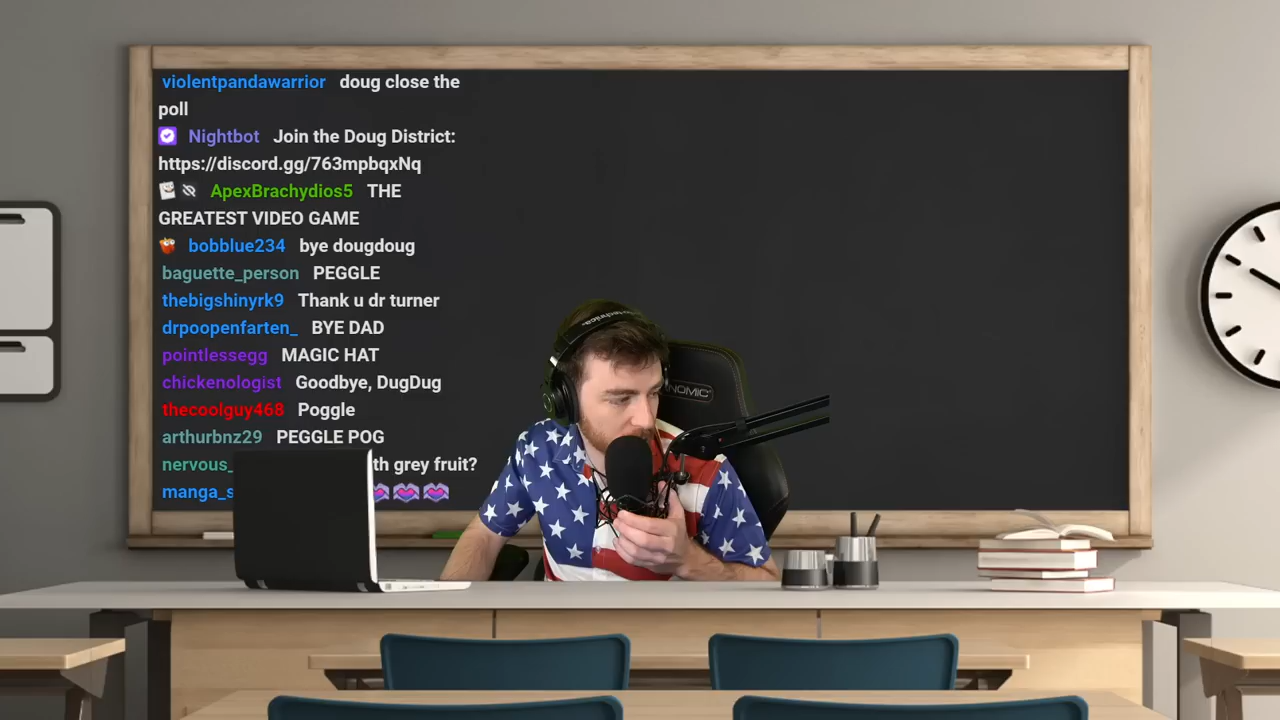 violentpandawarrior doug close the
poll
Nightbot Join the Doug District:
https://discord.gg/763mpbqxNq
ApexBrachydios5 THE
GREATEST VIDEO GAME
bobblue234 bye dougdoug
baguette_person PEGGLE
thebigshinyrk9 Thank u dr turner
drpoopenfarten_ BYE DAD
pointlessegg MAGIC HAT
chickenologist Goodbye, DugDug
thecoolguy468 Poggle
arthurbnz29 PEGGLE POG
nervous_ th grey fruit?
manga_s
NOMIC